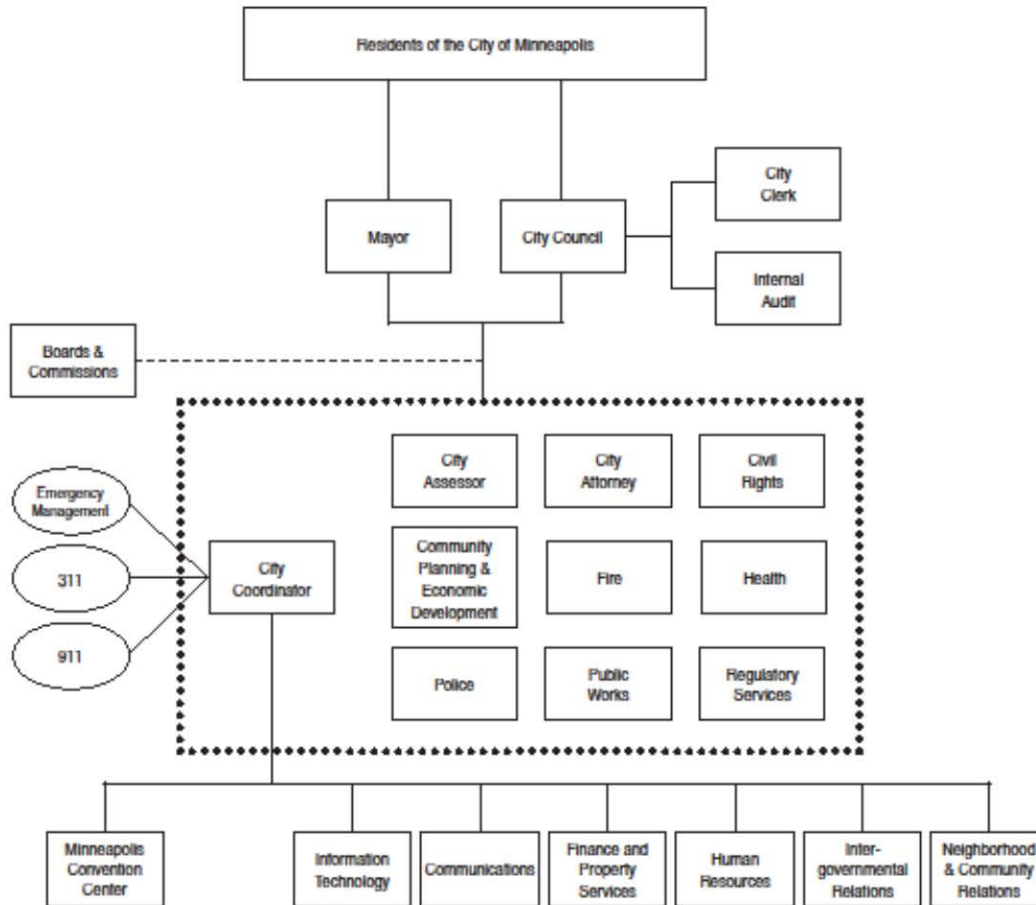 Residents of the City of Minneapolis
City
Clerk
Mayor
City Council
Internal
Audit
Boards &
Commissions
City
Assessor
City
Attorney
Civil
Rights
Emergency
Management
Community
Planning &
Economic
Development
City
Coordinator
Fire
Health
311
911
Police
Public
Works
Regulatory
Services
Minneapolis
Convention
Center
Information
Technology
Communications
Finance and
Property
Services
Human
Resources
Inter-
governmental
Relations
Neighborhood
& Community
Relations